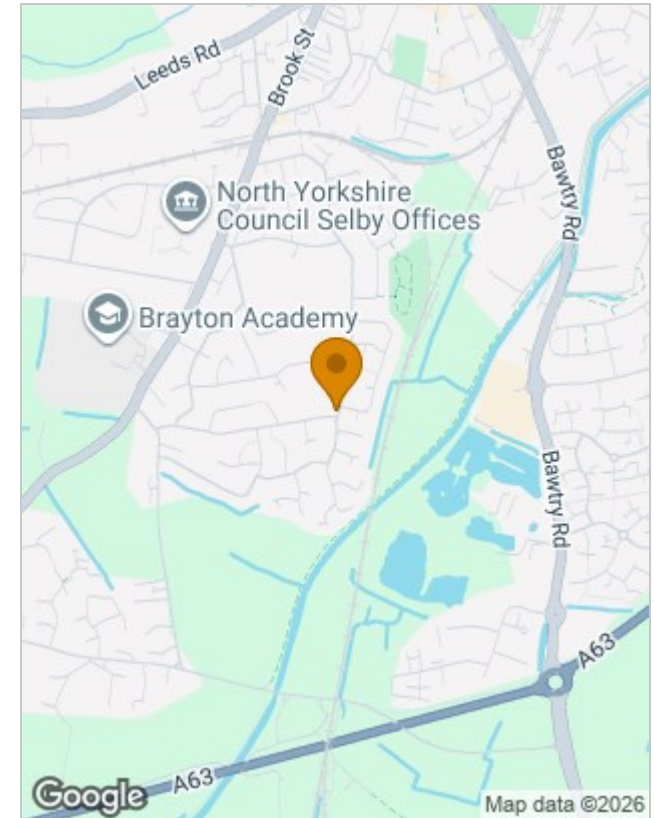 Leeds Rd
Brook St
Bawtry Rd
North Yorkshire
Council Selby Offices
Brayton Academy
Bawtry Rd
A63
A63
Google
Map data ©2026